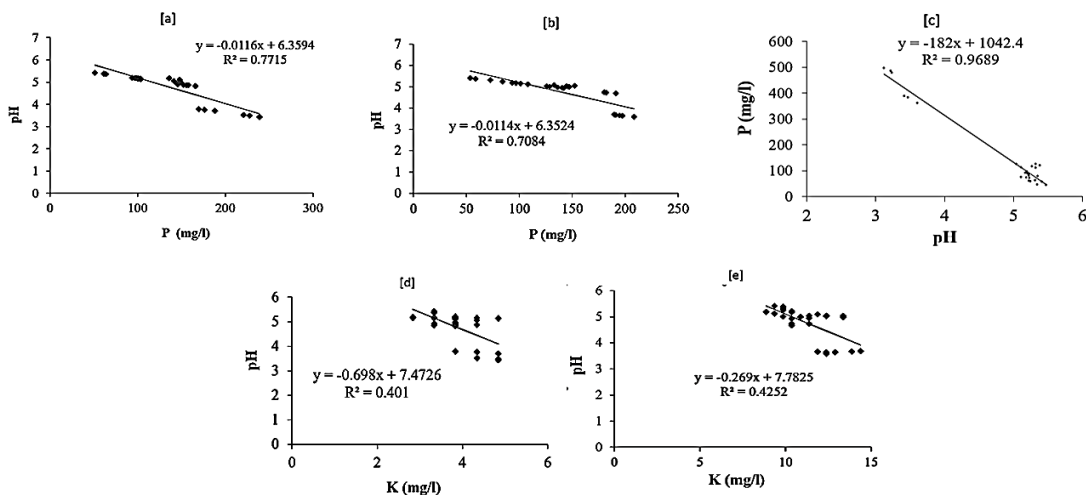 [a]
y = -0.0116x + 6.3594
R² = 0.7715
pH
7
6
5
4
3
2
1
0
0 100 200 300
P (mg/l)
[b]
y = -0.0114x + 6.3524
R² = 0.7084
pH
7
6
5
4
3
2
1
0
0 50 100 150 200 250
P (mg/l)
[c]
y = -182x + 1042.4
R² = 0.9689
P (mg/l)
600
500
400
300
200
100
0
2 3 4 5 6
pH
[d]
y = -0.698x + 7.4726
R² = 0.401
pH
6
5
4
3
2
1
0
0 2 4 6
K (mg/l)
[e]
y = -0.269x + 7.7825
R² = 0.4252
pH
6
5
4
3
2
1
0
0 5 10 15
K (mg/l)